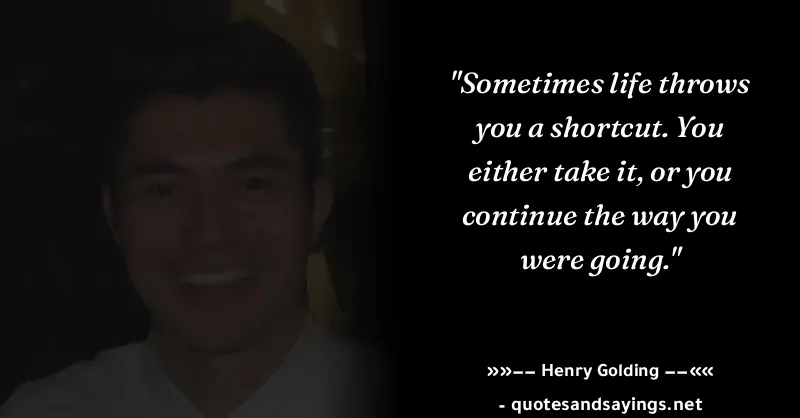 "Sometimes life throws
you a shortcut. You
either take it, or you
continue the way you
were going."
»»–– Henry Golding ––««
- quotesandsayings.net